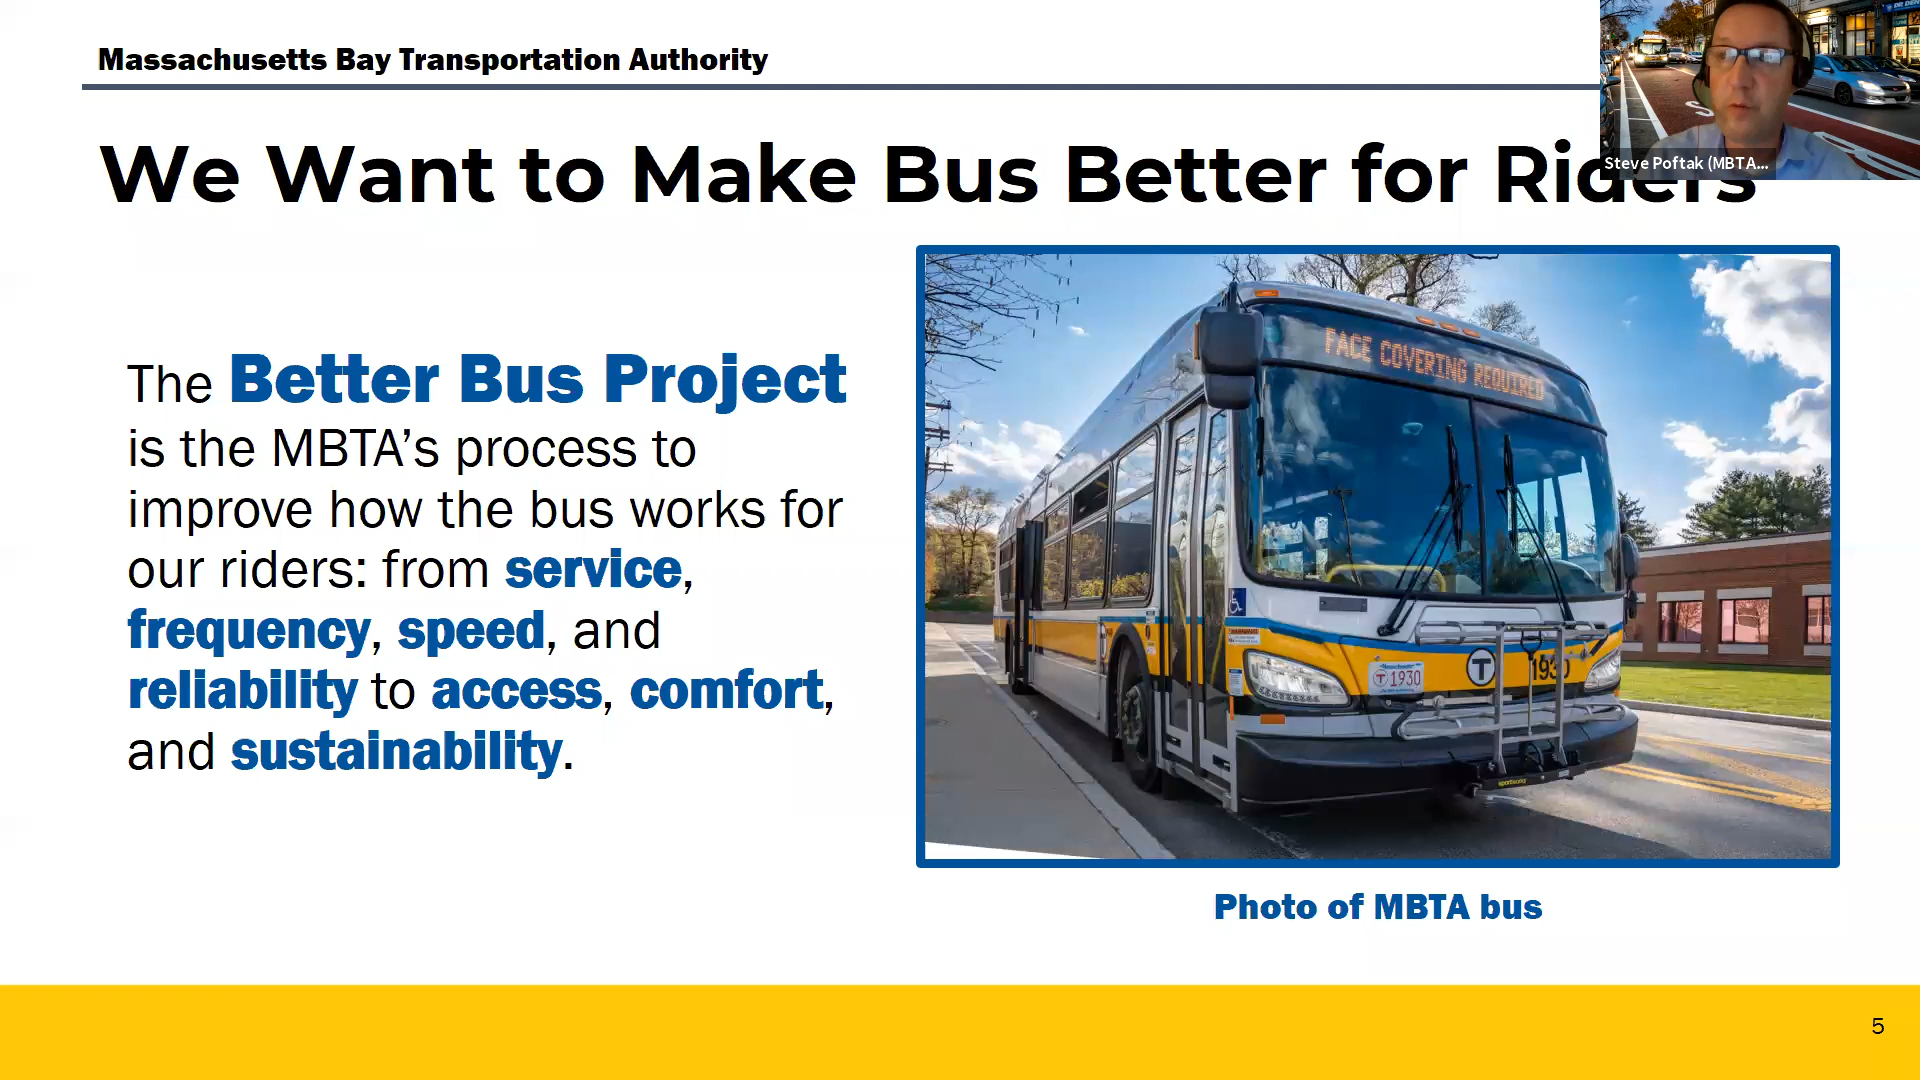 Massachusetts Bay Transportation Authority
We Want to Make Bus Better for Riders
Steve Poftak (MBTA...
The Better Bus Project
is the MBTA's process to
improve how the bus works for
our riders: from service,
frequency, speed, and
reliability to access, comfort,
and sustainability.
FACE COVERING REQUIRED
T
1930
T 1930
Photo of MBTA bus
5